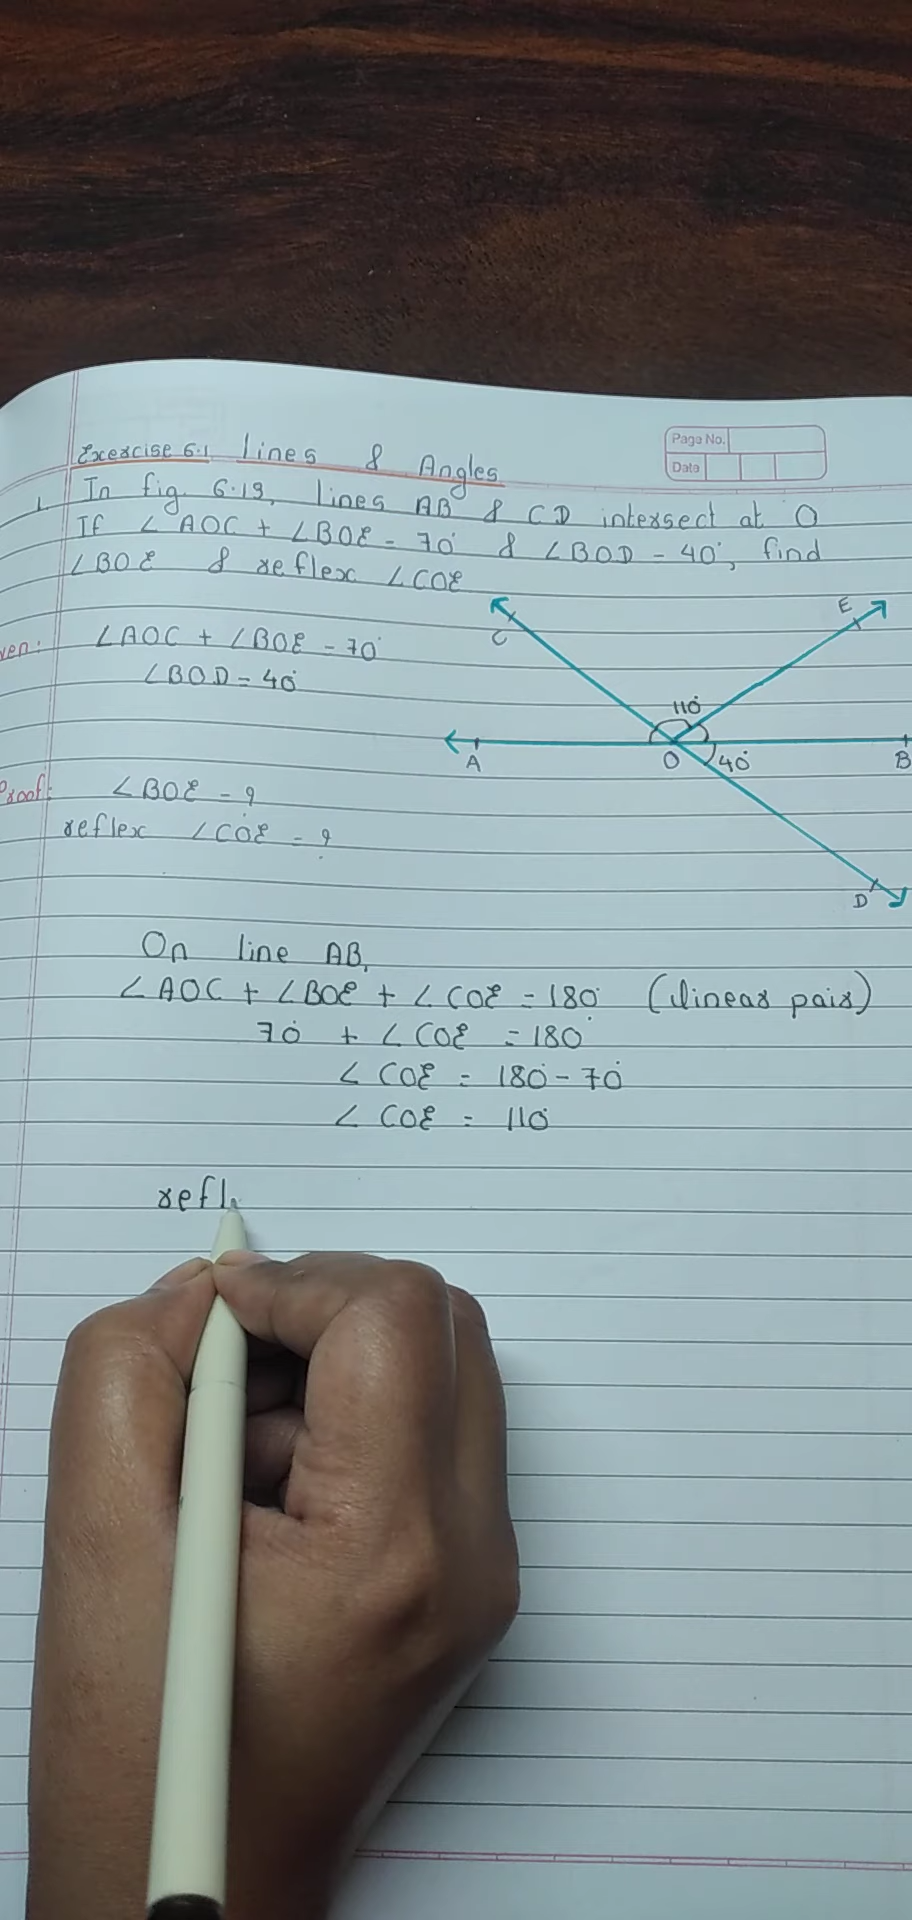 Exercise 6.1 Lines & Angles
Page No.
Date
1. In fig. 6.13, lines AB & CD intersect at O
If ∠AOC + ∠BOE = 70° & ∠BOD = 40°, find
∠BOE & reflex ∠COE
ven: ∠AOC + ∠BOE = 70°
∠BOD = 40°
C
E
110°
A
O
40°
B
D
Proof: ∠BOE = ?
reflex ∠COE = ?
On line AB,
∠AOC + ∠BOE + ∠COE = 180° (linear pair)
70° + ∠COE = 180°
∠COE = 180° - 70°
∠COE = 110°
refl